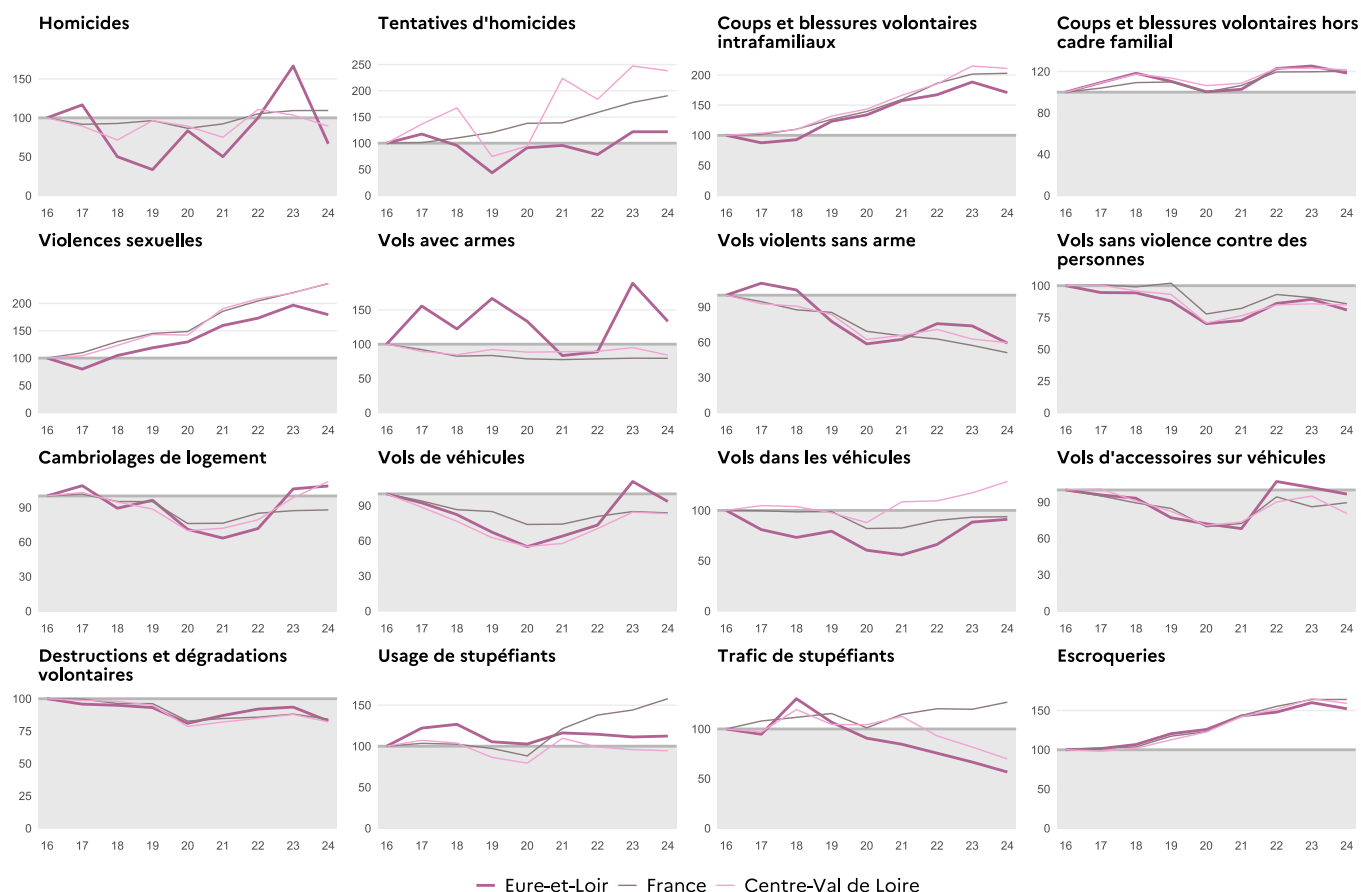 Homicides
150
100
50
0
16 17 18 19 20 21 22 23 24
Tentatives d'homicides
250
200
150
100
50
0
16 17 18 19 20 21 22 23 24
Coups et blessures volontaires
intrafamiliaux
200
150
100
50
0
16 17 18 19 20 21 22 23 24
Coups et blessures volontaires hors
cadre familial
120
80
40
0
16 17 18 19 20 21 22 23 24
Violences sexuelles
200
150
100
50
0
16 17 18 19 20 21 22 23 24
Vols avec armes
150
100
50
0
16 17 18 19 20 21 22 23 24
Vols violents sans arme
90
60
30
0
16 17 18 19 20 21 22 23 24
Vols sans violence contre des
personnes
100
75
50
25
0
16 17 18 19 20 21 22 23 24
Cambriolages de logement
90
60
30
0
16 17 18 19 20 21 22 23 24
Vols de véhicules
90
60
30
0
16 17 18 19 20 21 22 23 24
Vols dans les véhicules
100
50
0
16 17 18 19 20 21 22 23 24
Vols d'accessoires sur véhicules
90
60
30
0
16 17 18 19 20 21 22 23 24
Destructions et dégradations
volontaires
100
75
50
25
0
16 17 18 19 20 21 22 23 24
Usage de stupéfiants
150
100
50
0
16 17 18 19 20 21 22 23 24
Trafic de stupéfiants
100
50
0
16 17 18 19 20 21 22 23 24
Escroqueries
150
100
50
0
16 17 18 19 20 21 22 23 24
Eure-et-Loir France Centre-Val de Loire